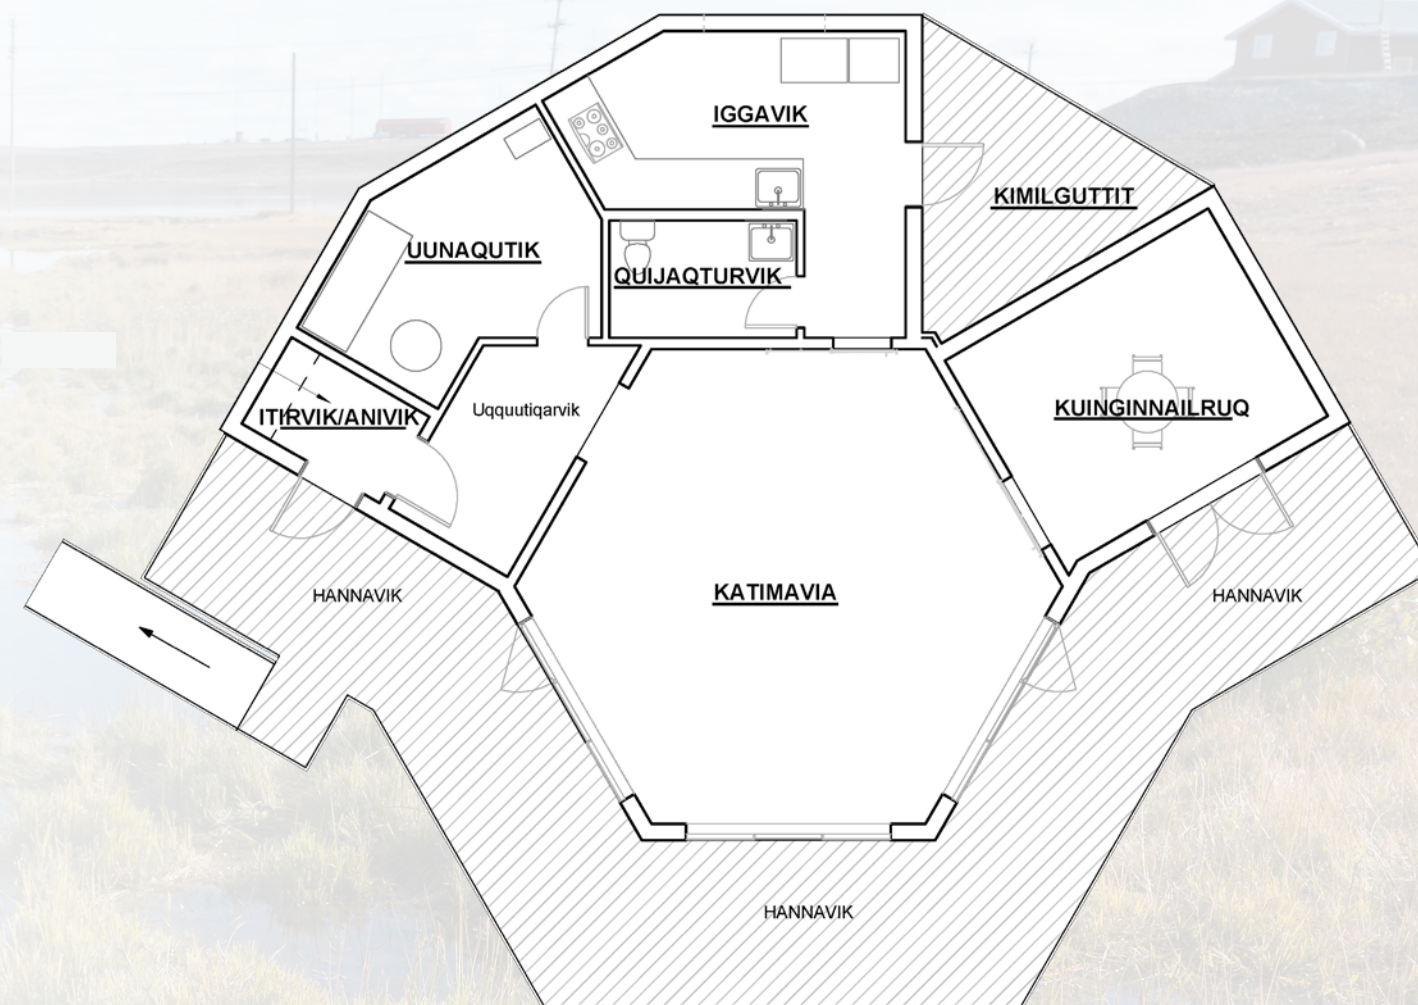 IGGAVIK
KIMILGUTTIT
UUNAQUTIK
QUIJAQTURVIK
ITIRVIK/ANIVIK
Uqquutiqarvik
KUINGINNAILRUQ
HANNAVIK
KATIMAVIA
HANNAVIK
HANNAVIK